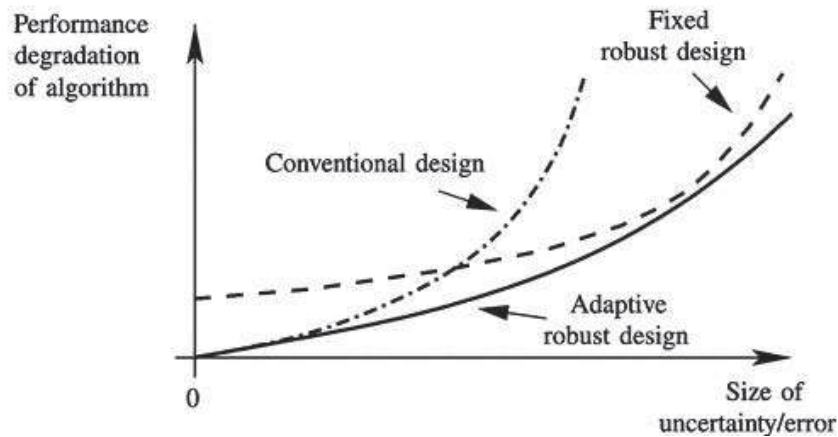 Performance
degradation
of algorithm
Fixed
robust design
Conventional design
Adaptive
robust design
0
Size of
uncertainty/error